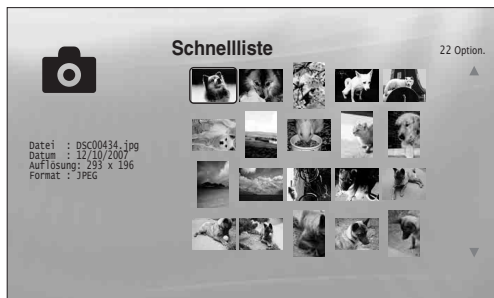 Schnellliste
22 Option.
Datei : DSC00434.jpg
Datum : 12/10/2007
Auflösung: 293 x 196
Format : JPEG